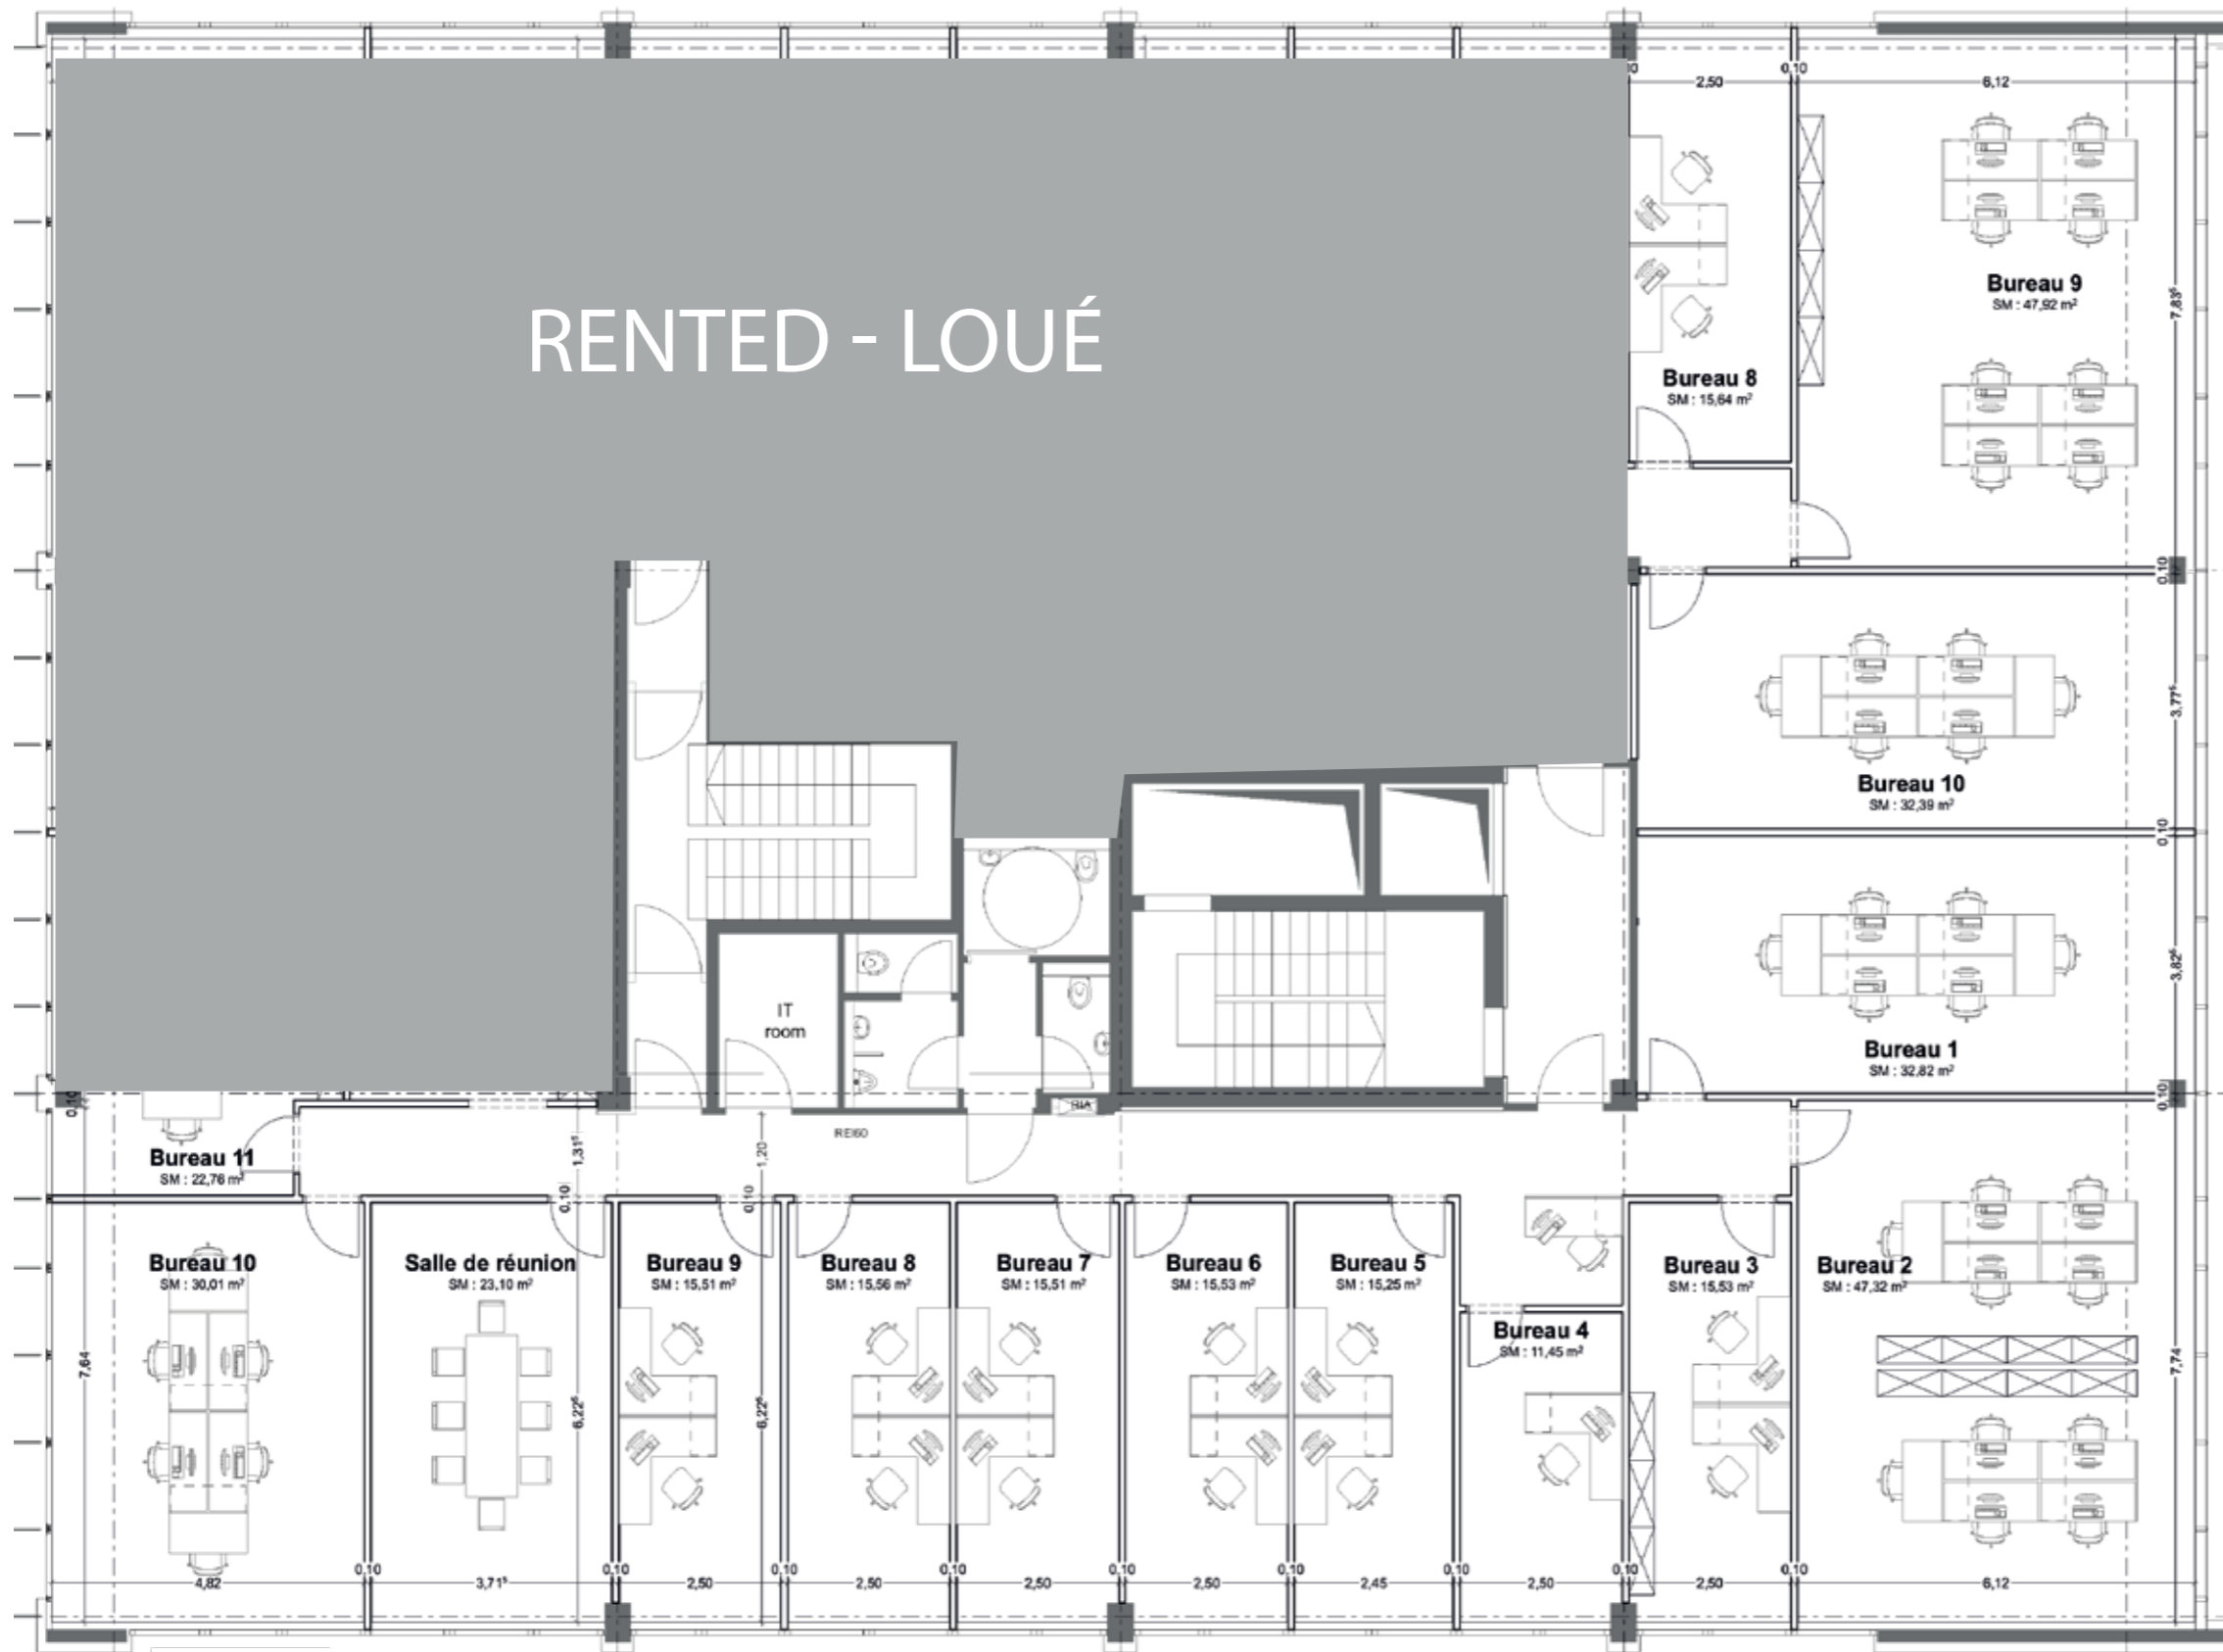 0,10
2,50
6,12
RENTED - LOUÉ
Bureau 9
SM : 47,92 m²
7,83⁵
Bureau 8
SM : 15,64 m²
0,10
3,77⁵
Bureau 10
SM : 32,39 m²
0,10
3,82⁵
IT
room
Bureau 1
SM : 32,82 m²
0,10
0,10
RIA
REI60
1,31⁵
1,20
Bureau 11
SM : 22,76 m²
0,10
0,10
Bureau 10
SM : 30,01 m²
Salle de réunion
SM : 23,10 m²
Bureau 9
SM : 15,51 m²
Bureau 8
SM : 15,56 m²
Bureau 7
SM : 15,51 m²
Bureau 6
SM : 15,53 m²
Bureau 5
SM : 15,25 m²
Bureau 3
SM : 15,53 m²
Bureau 2
SM : 47,32 m²
Bureau 4
SM : 11,45 m²
7,64
6,22⁵
6,22⁵
7,74
0,10 0,10 0,10 0,10 0,10 0,10 0,10 0,10 0,10
4,82 3,71⁵ 2,50 2,50 2,50 2,50 2,45 2,50 2,50 6,12